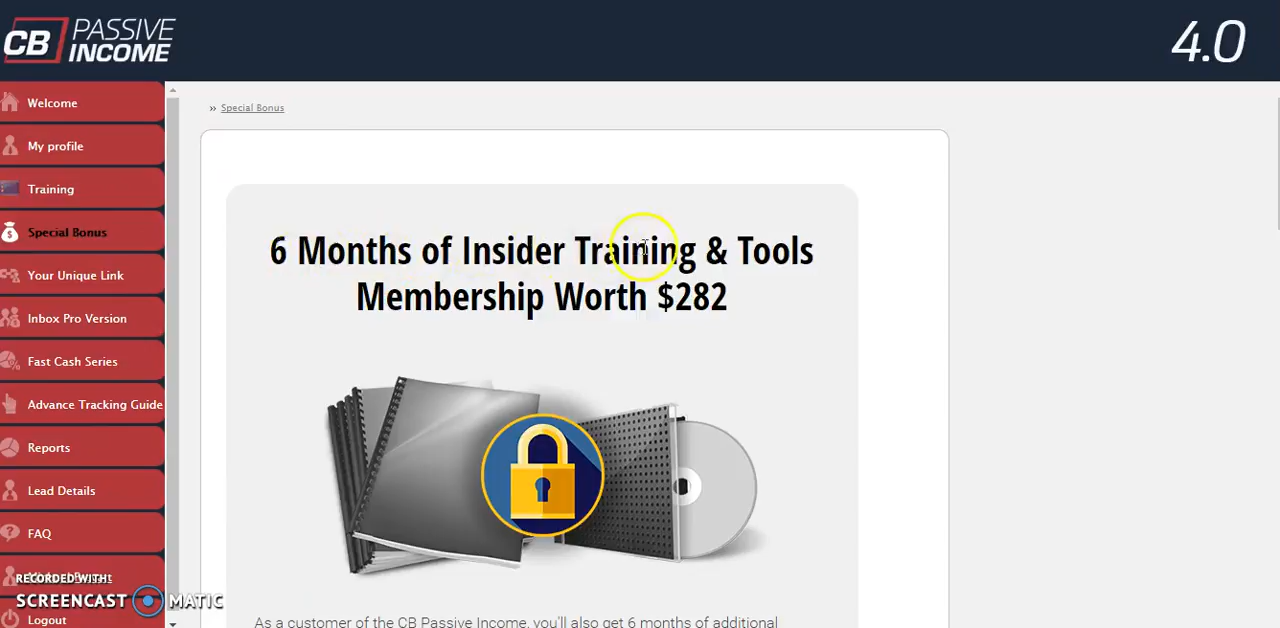 CB PASSIVE INCOME
4.0
Welcome
My profile
Training
Special Bonus
Your Unique Link
Inbox Pro Version
Fast Cash Series
Advance Tracking Guide
Reports
Lead Details
FAQ
Logout
» Special Bonus
6 Months of Insider Training & Tools
Membership Worth $282
As a customer of the CB Passive Income, you'll also get 6 months of additional
RECORDED WITH
SCREENCAST MATIC